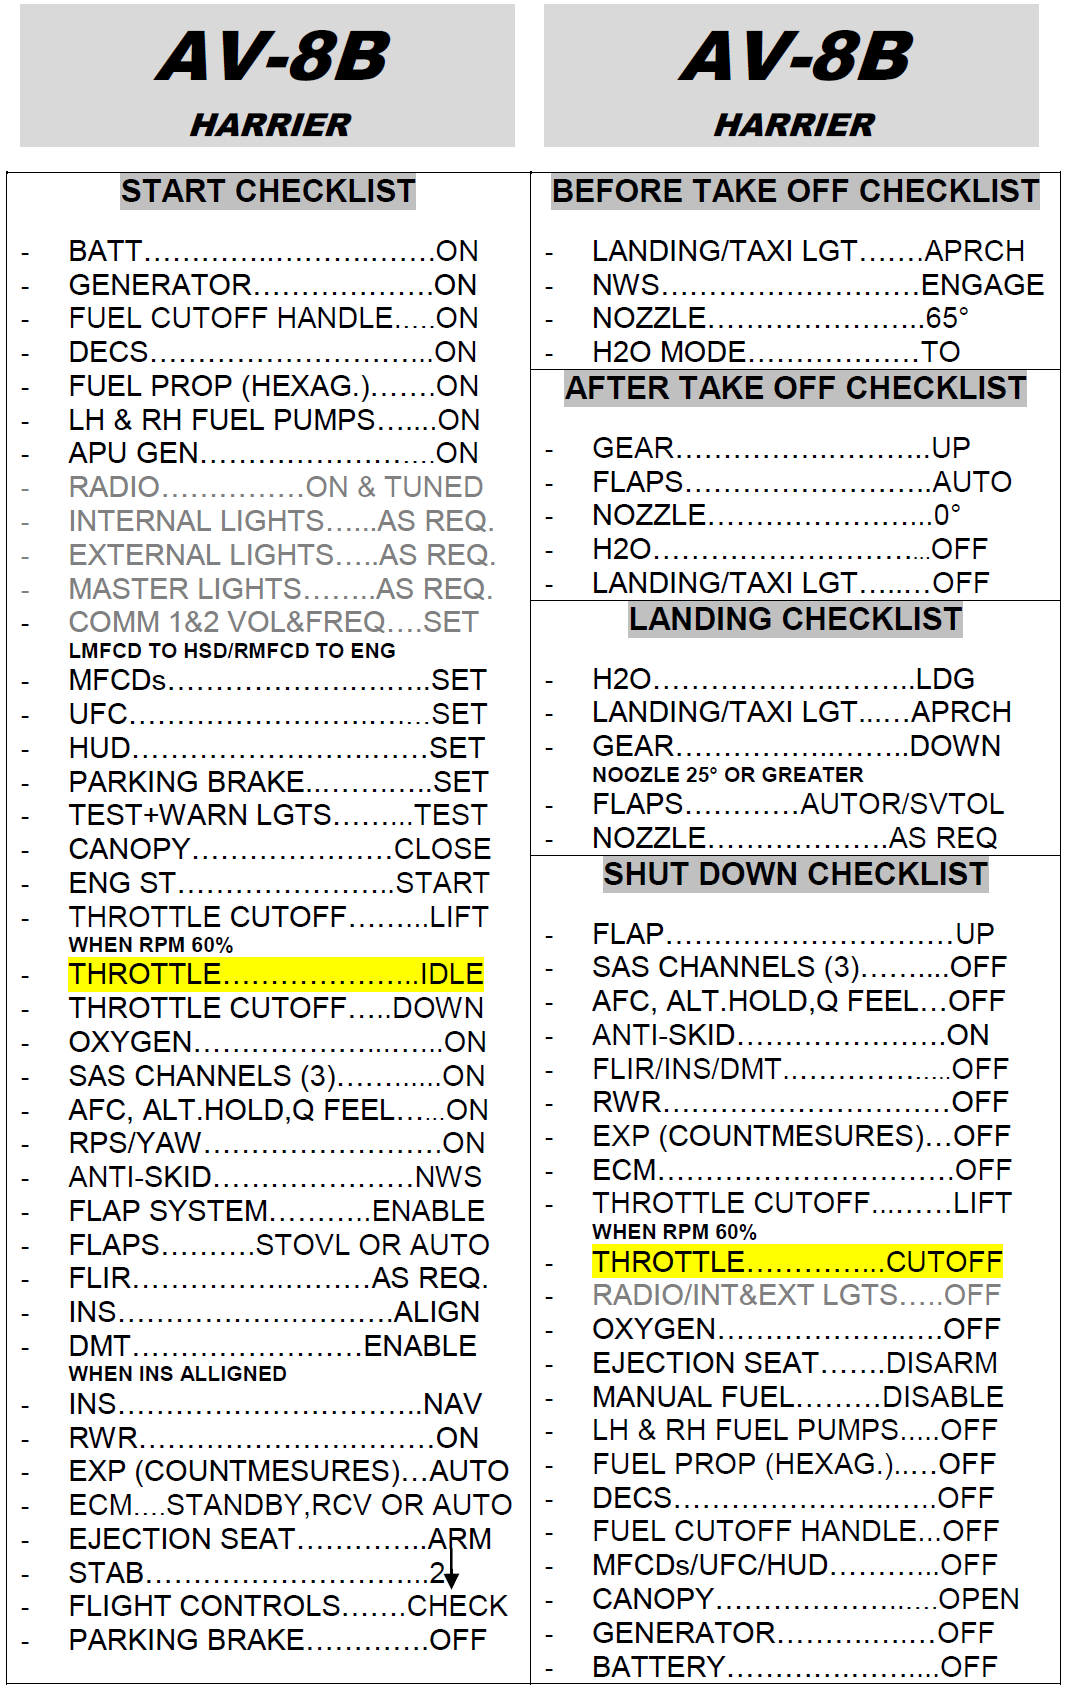 AV-8B
HARRIER
START CHECKLIST
- BATT……………………………ON
- GENERATOR……………….ON
- FUEL CUTOFF HANDLE…..ON
- DECS………………………...ON
- FUEL PROP (HEXAG.)…….ON
- LH & RH FUEL PUMPS…....ON
- APU GEN…………………….ON
- RADIO……………ON & TUNED
- INTERNAL LIGHTS…...AS REQ.
- EXTERNAL LIGHTS…..AS REQ.
- MASTER LIGHTS……..AS REQ.
- COMM 1&2 VOL&FREQ….SET
LMFCD TO HSD/RMFCD TO ENG
- MFCDs……………………….SET
- UFC………………………….SET
- HUD………………………….SET
- PARKING BRAKE…………..SET
- TEST+WARN LGTS……...TEST
- CANOPY…………………CLOSE
- ENG ST…………………..START
- THROTTLE CUTOFF……...LIFT
WHEN RPM 60%
- THROTTLE………………...IDLE
- THROTTLE CUTOFF…..DOWN
- OXYGEN……………………..ON
- SAS CHANNELS (3)……......ON
- AFC, ALT.HOLD,Q FEEL…...ON
- RPS/YAW…………………….ON
- ANTI-SKID…………………NWS
- FLAP SYSTEM………..ENABLE
- FLAPS……….STOVL OR AUTO
- FLIR…………………….AS REQ.
- INS………………………..ALIGN
- DMT……………………ENABLE
WHEN INS ALLIGNED
- INS…………………………..NAV
- RWR………………………….ON
- EXP (COUNTMESURES)…AUTO
- ECM….STANDBY,RCV OR AUTO
- EJECTION SEAT…………..ARM
- STAB………………………...2
- FLIGHT CONTROLS…….CHECK
- PARKING BRAKE………….OFF
AV-8B
HARRIER
BEFORE TAKE OFF CHECKLIST
- LANDING/TAXI LGT…….APRCH
- NWS………………………ENGAGE
- NOZZLE…………………...65°
- H2O MODE………………TO
AFTER TAKE OFF CHECKLIST
- GEAR……………………...UP
- FLAPS…………………….AUTO
- NOZZLE…………………...0°
- H2O………………………...OFF
- LANDING/TAXI LGT…..…OFF
LANDING CHECKLIST
- H2O………………………..LDG
- LANDING/TAXI LGT...…APRCH
- GEAR……………………..DOWN
NOOZLE 25° OR GREATER
- FLAPS…………AUTOR/SVTOL
- NOZZLE……………….AS REQ
SHUT DOWN CHECKLIST
- FLAP…………………………UP
- SAS CHANNELS (3)……....OFF
- AFC, ALT.HOLD,Q FEEL…OFF
- ANTI-SKID………………….ON
- FLIR/INS/DMT……………...OFF
- RWR…………………………OFF
- EXP (COUNTMESURES)…OFF
- ECM………………………….OFF
- THROTTLE CUTOFF...……LIFT
WHEN RPM 60%
- THROTTLE…………...CUTOFF
- RADIO/INT&EXT LGTS…..OFF
- OXYGEN…………………….OFF
- EJECTION SEAT…….DISARM
- MANUAL FUEL………DISABLE
- LH & RH FUEL PUMPS.....OFF
- FUEL PROP (HEXAG.)..…OFF
- DECS……………………….OFF
- FUEL CUTOFF HANDLE...OFF
- MFCDs/UFC/HUD………...OFF
- CANOPY…………………..OPEN
- GENERATOR……………..OFF
- BATTERY………………....OFF